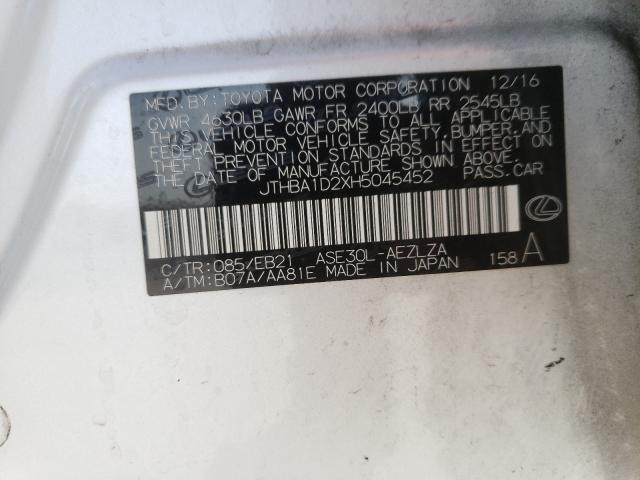 MFD.BY:TOYOTA MOTOR CORPORATION 12/16
GVWR 4630LB GAWR FR 2400LB RR 2545LB
THIS VEHICLE CONFORMS TO ALL APPLICABLE
FEDERAL MOTOR VEHICLE SAFETY,BUMPER,AND
THEFT PREVENTION STANDARDS IN EFFECT ON
THE DATE OF MANUFACTURE SHOWN ABOVE.
JTHBA1D2XH5045452 PASS.CAR
C/TR:085/EB21 ASE30L-AEZLZA
A/TM:B07A/AA81E MADE IN JAPAN 158 A